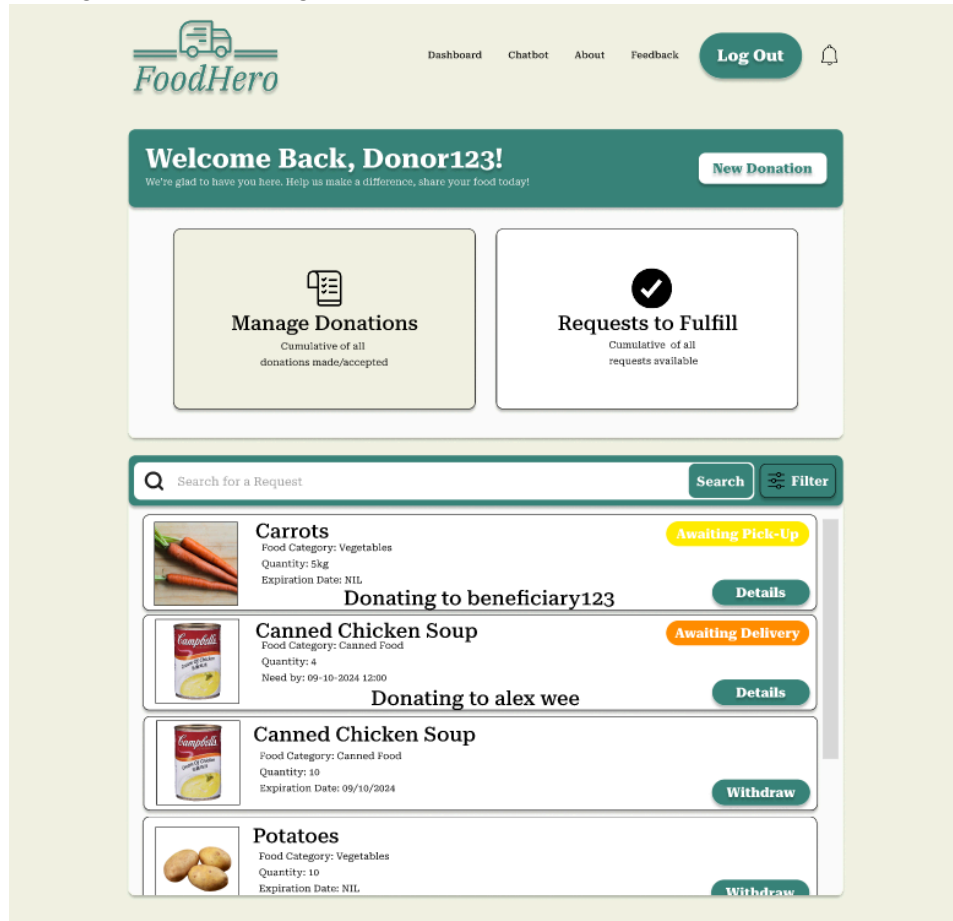 FoodHero
Dashboard
Chatbot
About
Feedback
Log Out
Welcome Back, Donor123!
We're glad to have you here. Help us make a difference, share your food today!
New Donation
Manage Donations
Cumulative of all
donations made/accepted
Requests to Fulfill
Cumulative of all
requests available
Search for a Request
Search
Filter
Carrots
Awaiting Pick-Up
Food Category: Vegetables
Quantity: 5kg
Expiration Date: NIL
Donating to beneficiary123
Details
Campbell's
Canned Chicken Soup
Awaiting Delivery
Food Category: Canned Food
Quantity: 4
Need by: 09-10-2024 12:00
Donating to alex wee
Details
Campbell's
Canned Chicken Soup
Food Category: Canned Food
Quantity: 10
Expiration Date: 09/10/2024
Withdraw
Potatoes
Food Category: Vegetables
Quantity: 10
Expiration Date: NIL
Withdraw